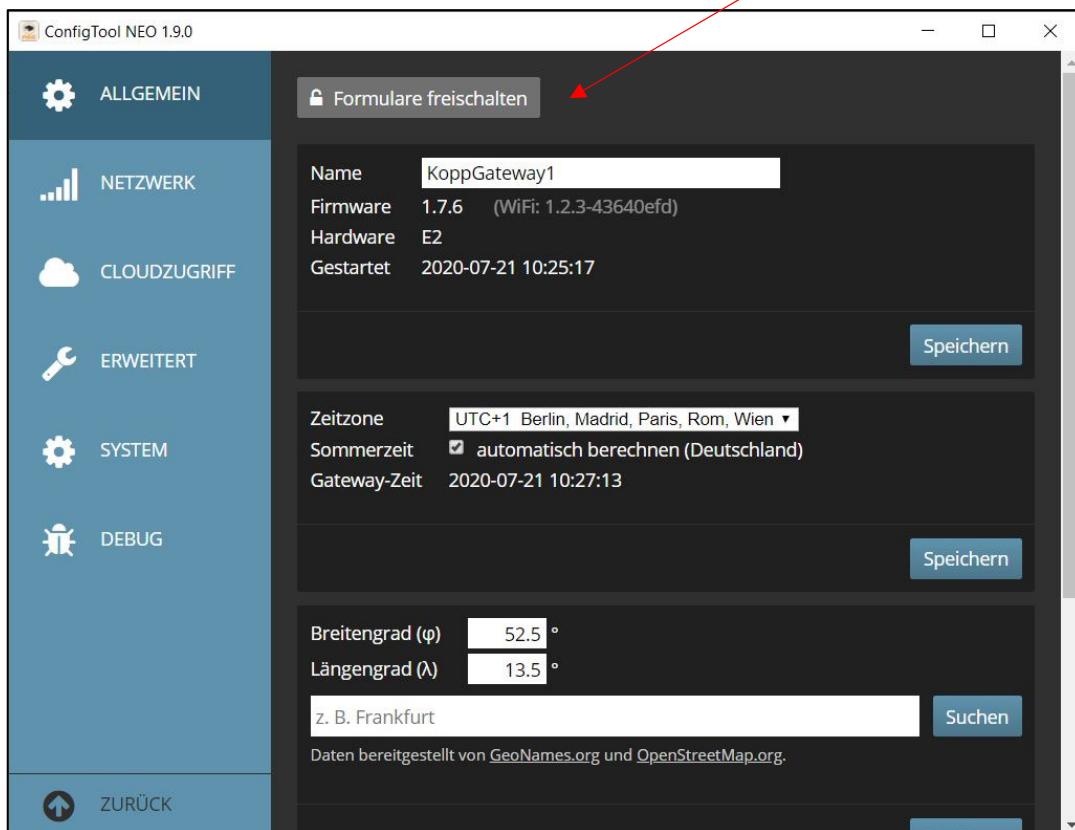 ConfigTool NEO 1.9.0
ALLGEMEIN
NETZWERK
CLOUDZUGRIFF
ERWEITERT
SYSTEM
DEBUG
ZURÜCK
Formulare freischalten
Name KoppGateway1
Firmware 1.7.6 (WiFi: 1.2.3-43640efd)
Hardware E2
Gestartet 2020-07-21 10:25:17
Speichern
Zeitzone UTC+1 Berlin, Madrid, Paris, Rom, Wien
Sommerzeit automatisch berechnen (Deutschland)
Gateway-Zeit 2020-07-21 10:27:13
Speichern
Breitengrad (φ) 52.5 °
Längengrad (λ) 13.5 °
z. B. Frankfurt Suchen
Daten bereitgestellt von GeoNames.org und OpenStreetMap.org.